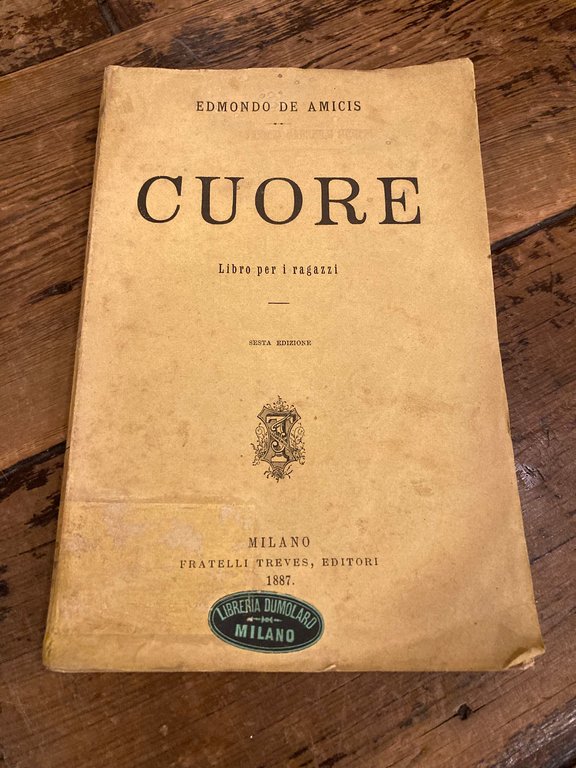 EDMONDO DE AMICIS
CUORE
Libro per i ragazzi
SESTA EDIZIONE
MILANO
FRATELLI TREVES, EDITORI
1887.
LIBRERIA DUMOLARD
MILANO